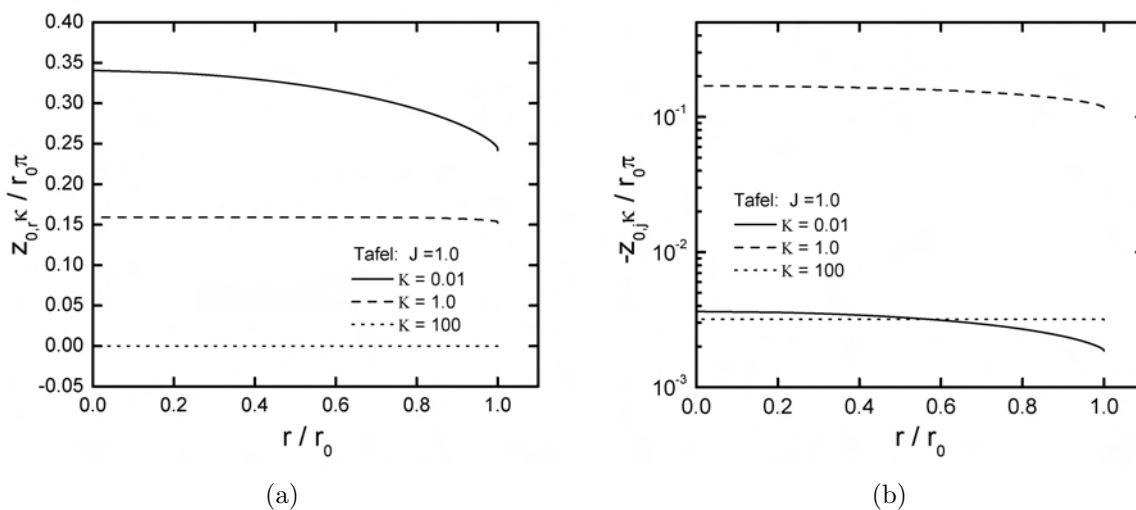 0.40
0.35
0.30
0.25
0.20
0.15
0.10
0.05
0.00
-0.05
z₀,ᵣκ / r₀π
Tafel: J =1.0
K = 0.01
K = 1.0
K = 100
0.0 0.2 0.4 0.6 0.8 1.0
r / r₀
(a)
10⁻¹
10⁻²
10⁻³
-z₀,ⱼκ / r₀π
Tafel: J = 1.0
K = 0.01
K = 1.0
K = 100
0.0 0.2 0.4 0.6 0.8 1.0
r / r₀
(b)